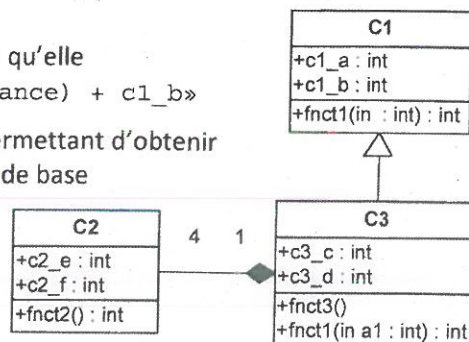 qu'elle
ance) + c1_b»
ermettant d'obtenir
de base
C1
+c1_a : int
+c1_b : int
+fnct1(in : int) : int
C2
+c2_e : int
+c2_f : int
+fnct2() : int
4 1
C3
+c3_c : int
+c3_d : int
+fnct3()
+fnct1(in a1 : int) : int